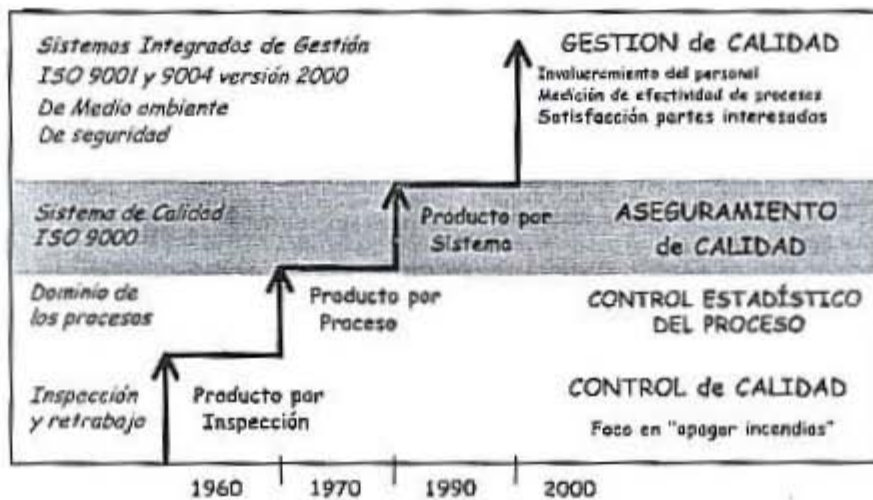 Sistemas Integrados de Gestión
ISO 9001 y 9004 versión 2000
De Medio ambiente
De seguridad
GESTION de CALIDAD
Involucramiento del personal
Medición de efectividad de procesos
Satisfacción partes interesadas
Sistema de Calidad
ISO 9000
Producto por
Sistema
ASEGURAMIENTO
de CALIDAD
Dominio de
los procesos
Producto por
Proceso
CONTROL ESTADÍSTICO
DEL PROCESO
Inspección
y retrabajo
Producto por
Inspección
CONTROL de CALIDAD
Foco en "apagar incendios"
1960 1970 1990 2000